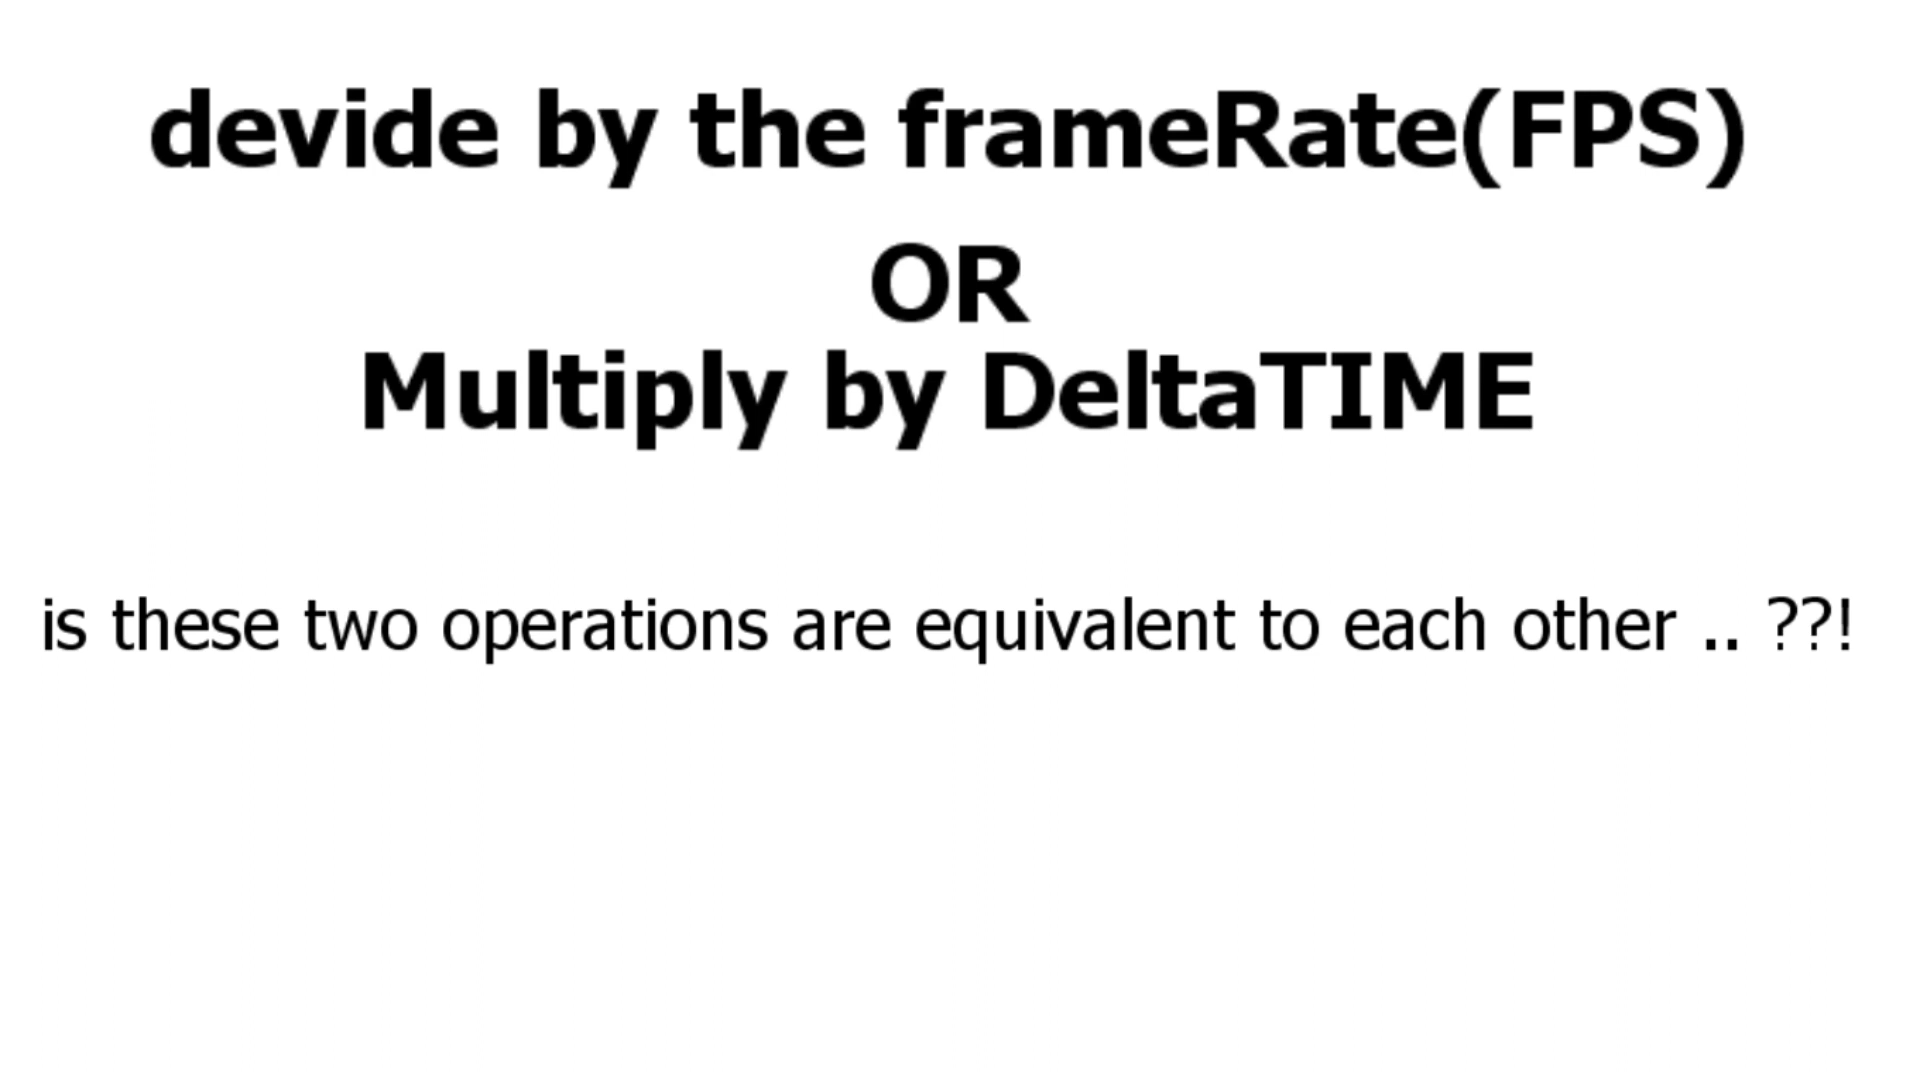 devide by the frameRate(FPS)
OR
Multiply by DeltaTIME
is these two operations are equivalent to each other .. ??!